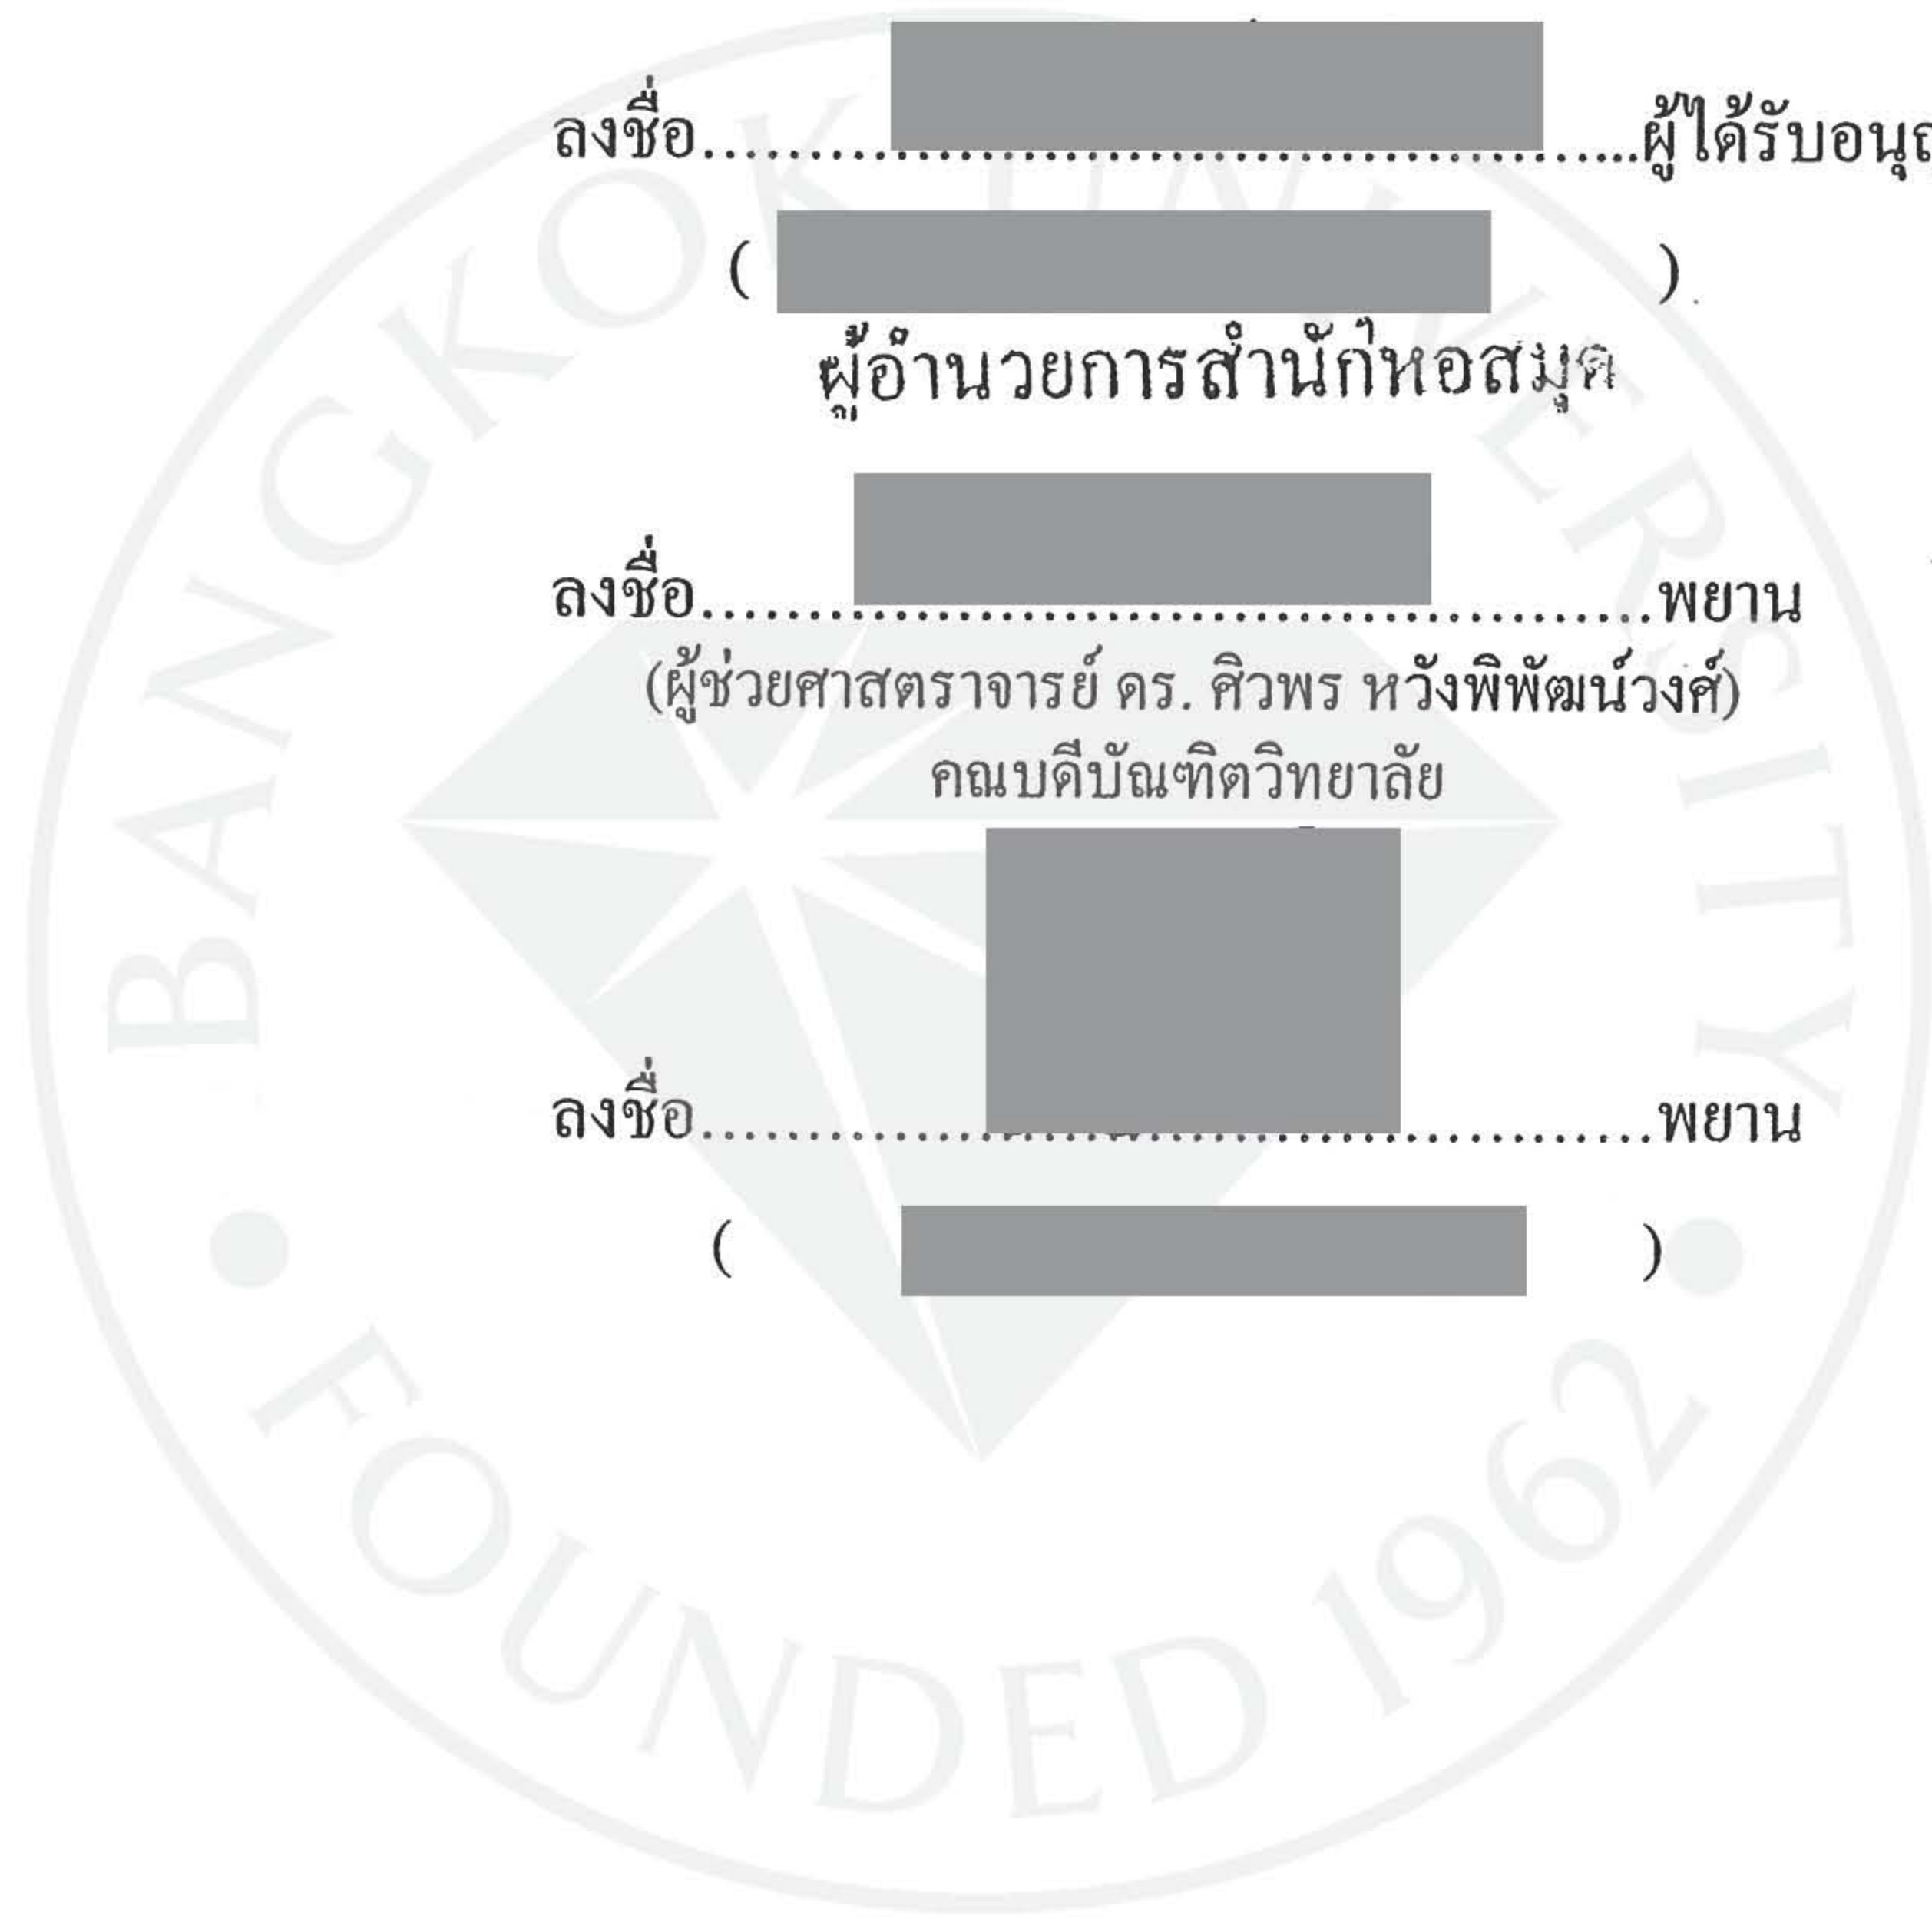 ลงชื่อ.............................................ผู้ได้รับอนุญ
( )
ผู้อำนวยการสำนักหอสมุด
ลงชื่อ.............................................พยาน
(ผู้ช่วยศาสตราจารย์ ดร. ศิวพร หวังพิพัฒน์วงศ์)
คณบดีบัณฑิตวิทยาลัย
ลงชื่อ.............................................พยาน
( )
BANGKOK UNIVERSITY
FOUNDED 1962